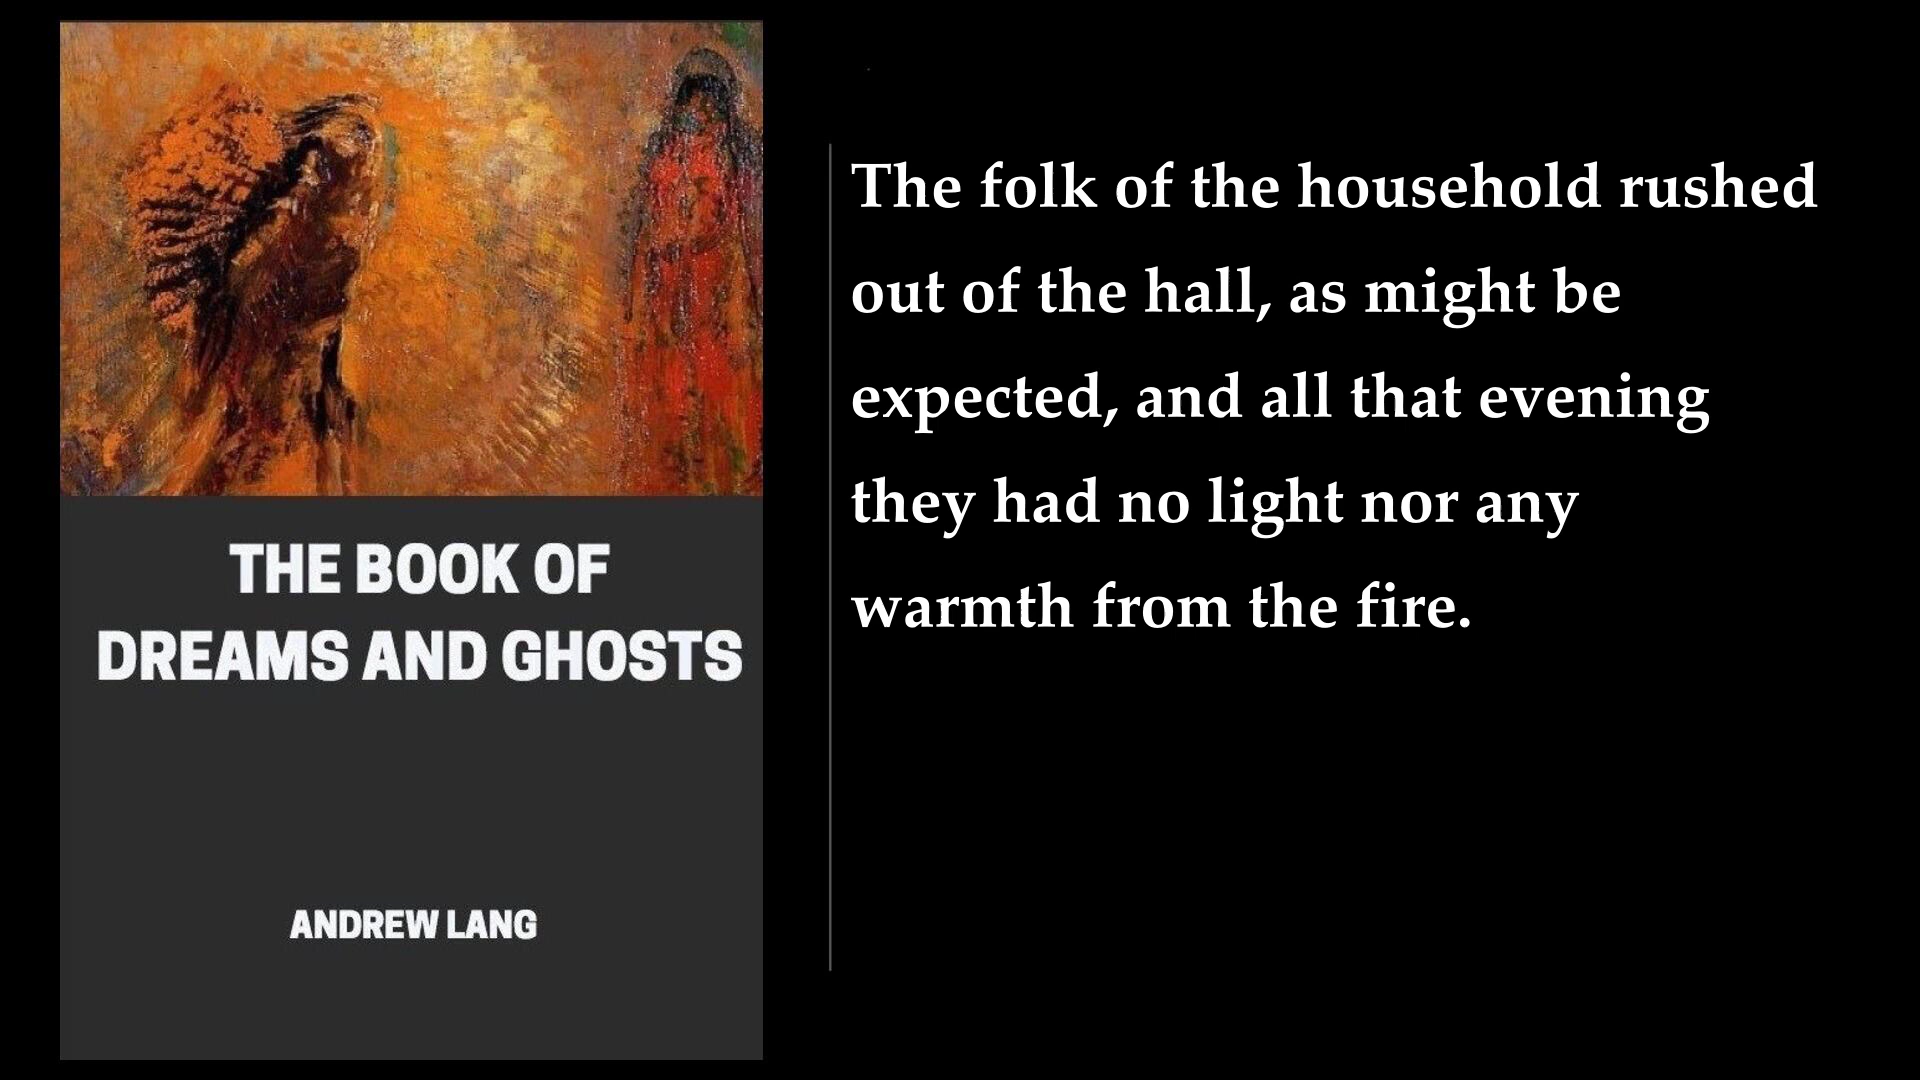 THE BOOK OF
DREAMS AND GHOSTS
ANDREW LANG
The folk of the household rushed
out of the hall, as might be
expected, and all that evening
they had no light nor any
warmth from the fire.